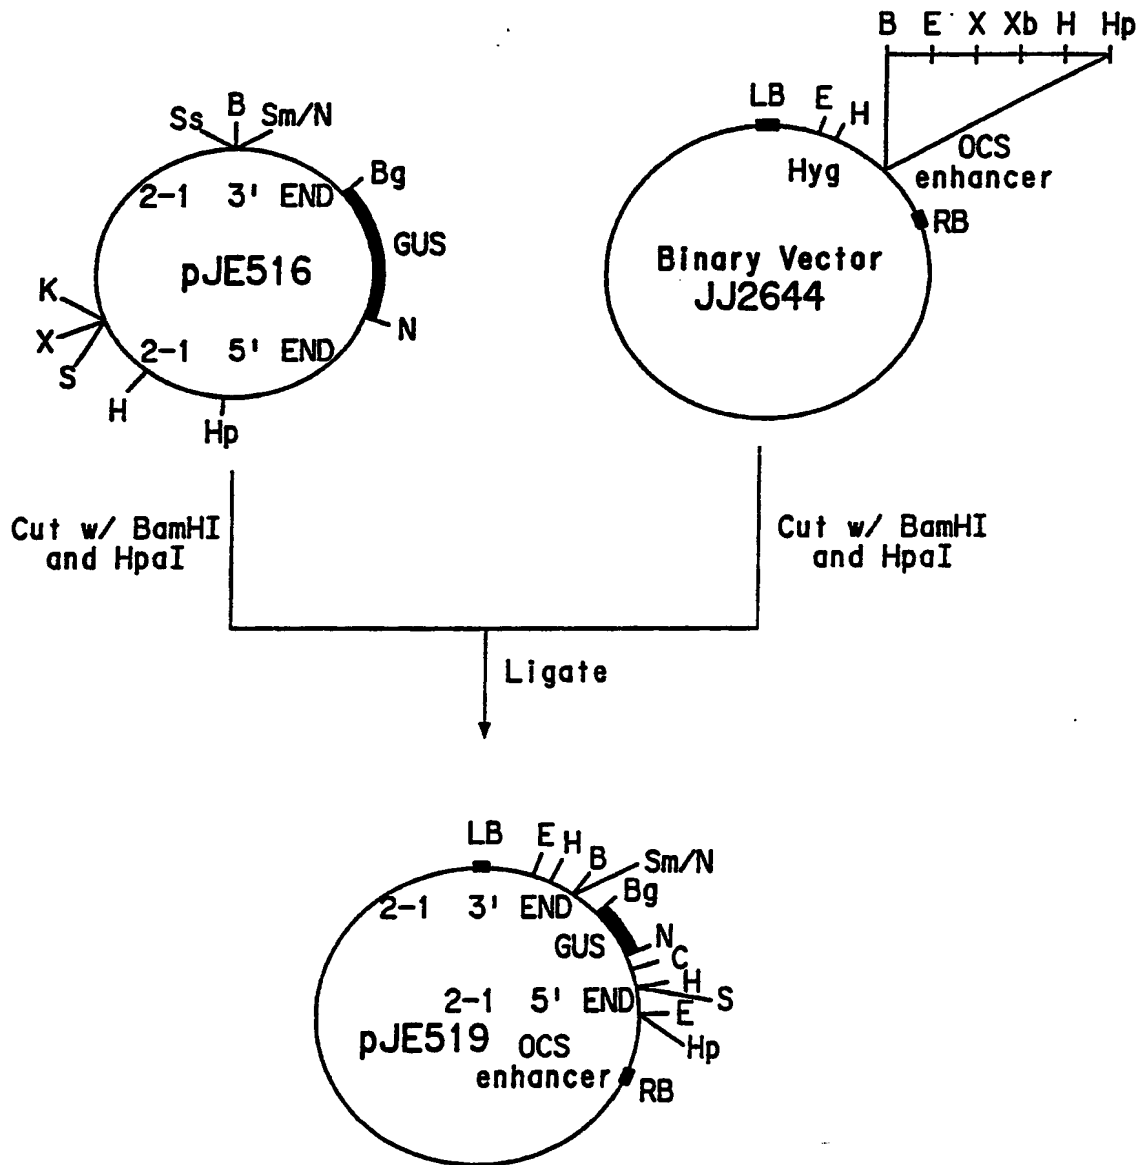 B E X Xb H Hp
OCS
enhancer
LB E H
Hyg
RB
Binary Vector
JJ2644
Ss B Sm/N
Bg
2-1 3' END
GUS
pJE516
K
X
S
N
2-1 5' END
H
Hp
Cut w/ BamHI
and HpaI
Cut w/ BamHI
and HpaI
Ligate
LB E H B Sm/N
Bg
2-1 3' END
GUS
N
C
H
S
2-1 5' END
E
Hp
pJE519 OCS
enhancer
RB